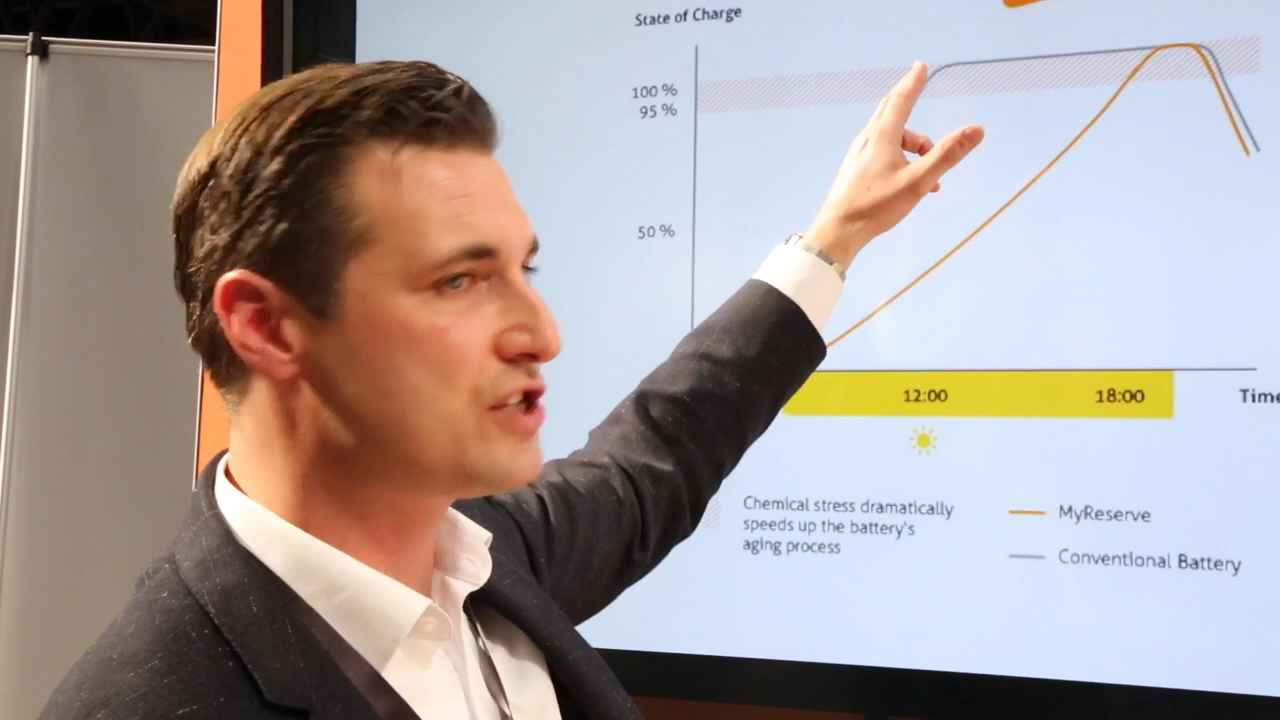 State of Charge
100 %
95 %
50 %
12:00
18:00
Time
Chemical stress dramatically
speeds up the battery's
aging process
MyReserve
Conventional Battery